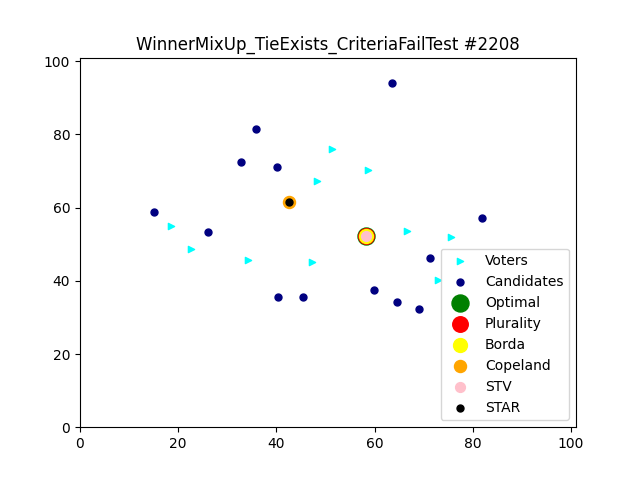 WinnerMixUp_TieExists_CriteriaFailTest #2208
100
80
60
40
20
0
0 20 40 60 80 100
Voters
Candidates
Optimal
Plurality
Borda
Copeland
STV
STAR